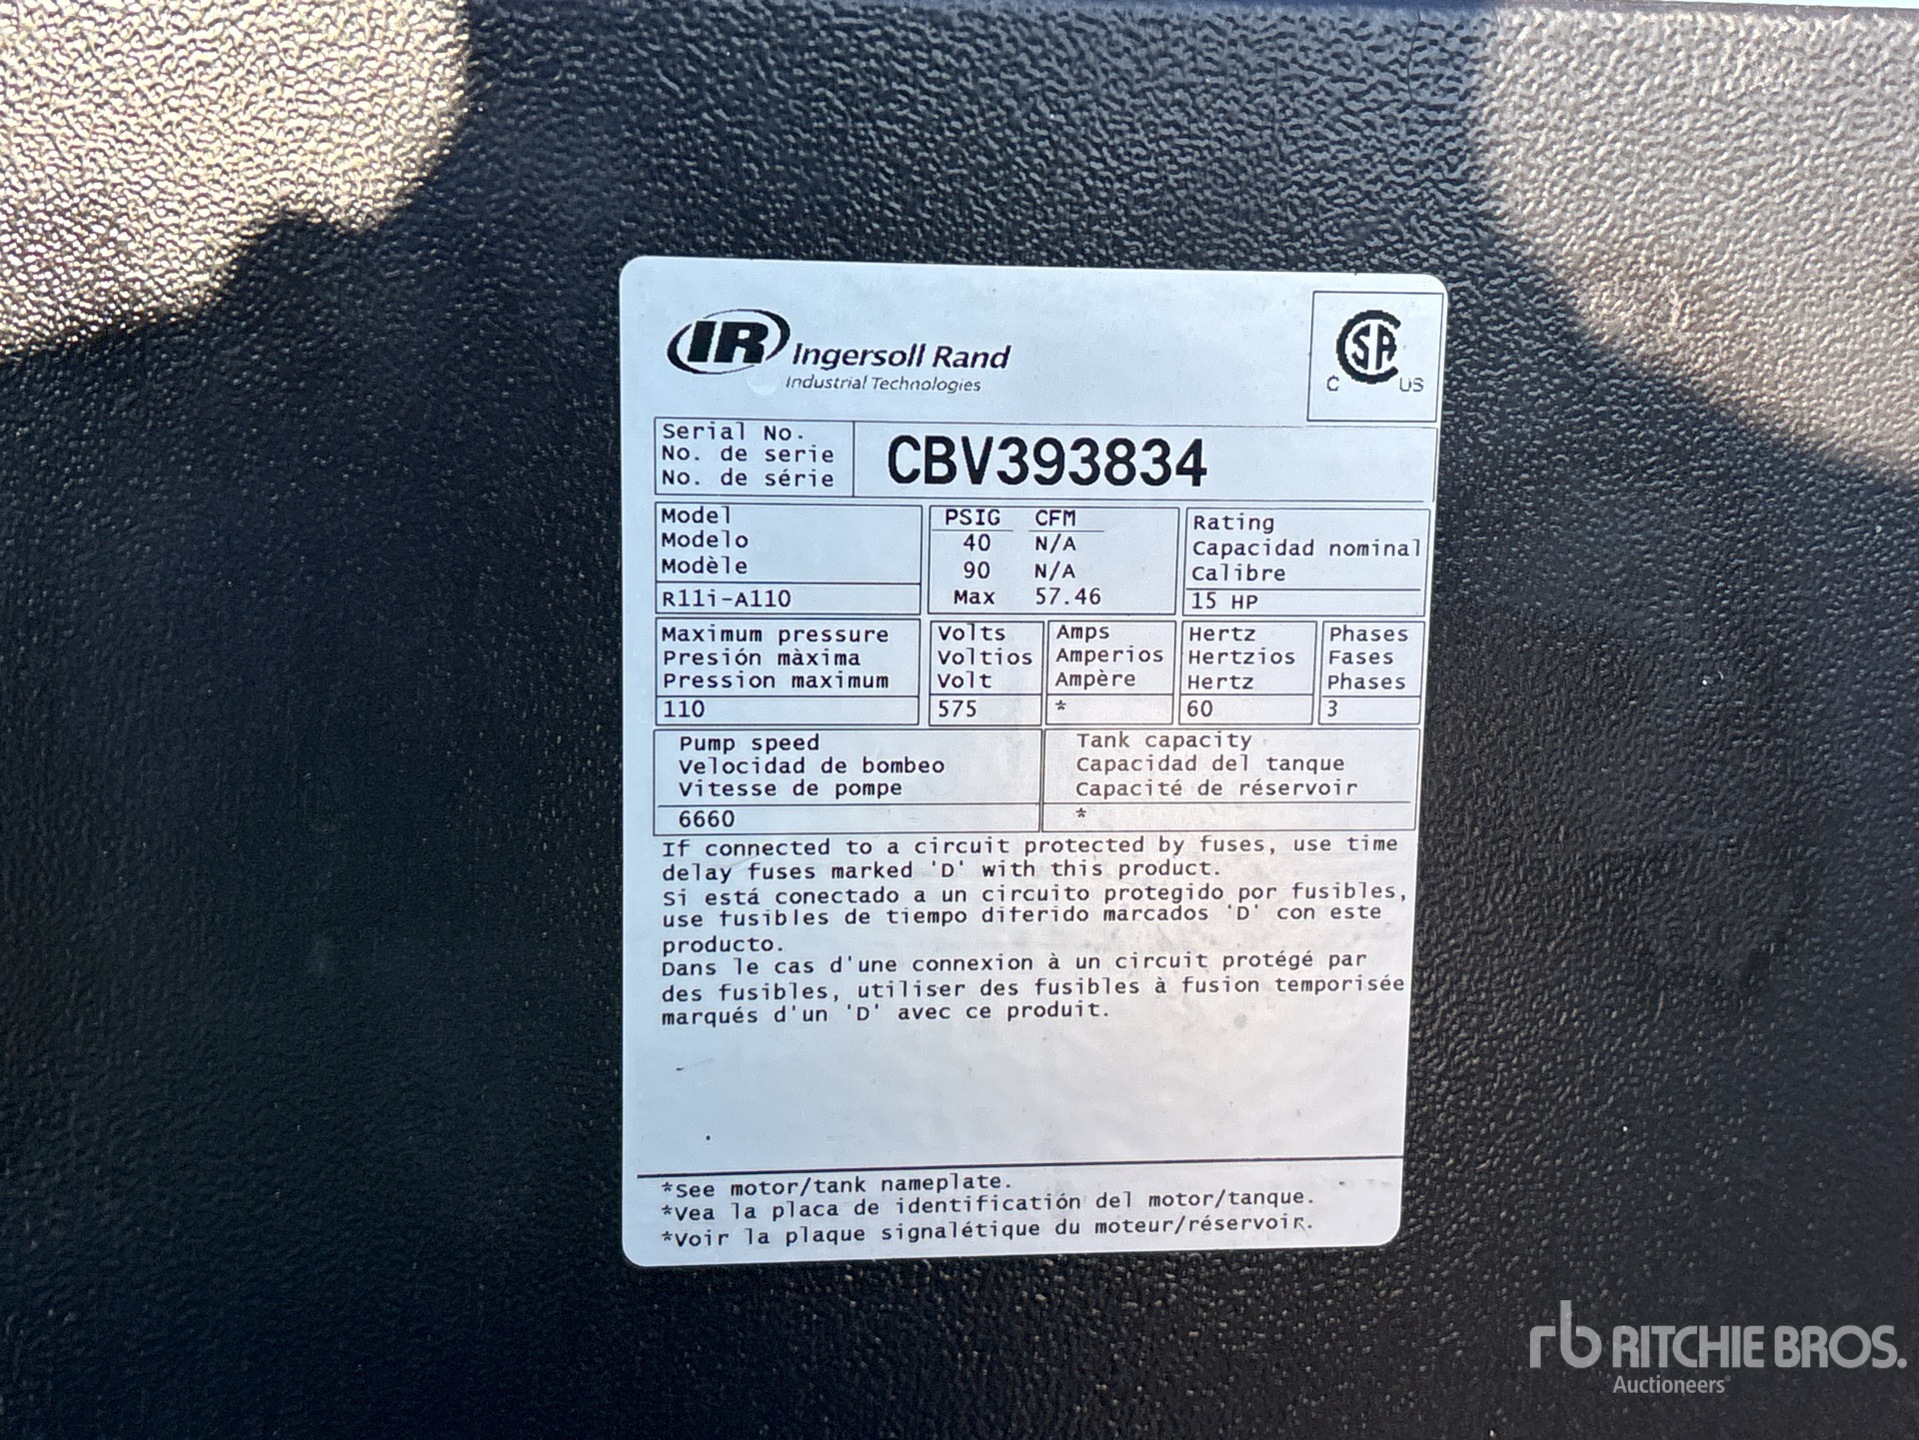 IR Ingersoll Rand
Industrial Technologies
C SA US
Serial No.
No. de serie
No. de série
CBV393834
Model
Modelo
Modèle
R11i-A110
PSIG CFM
40 N/A
90 N/A
Max 57.46
Rating
Capacidad nominal
Calibre
15 HP
Maximum pressure
Presión màxima
Pression maximum
110
Volts
Voltios
Volt
575
Amps
Amperios
Ampère
*
Hertz
Hertzios
Hertz
60
Phases
Fases
Phases
3
Pump speed
Velocidad de bombeo
Vitesse de pompe
6660
Tank capacity
Capacidad del tanque
Capacité de réservoir
*
If connected to a circuit protected by fuses, use time
delay fuses marked 'D' with this product.
Si está conectado a un circuito protegido por fusibles,
use fusibles de tiempo diferido marcados 'D' con este
producto.
Dans le cas d'une connexion à un circuit protégé par
des fusibles, utiliser des fusibles à fusion temporisée
marqués d'un 'D' avec ce produit.
*See motor/tank nameplate.
*Vea la placa de identificatión del motor/tanque.
*Voir la plaque signalétique du moteur/réservoir.
rb RITCHIE BROS.
Auctioneers